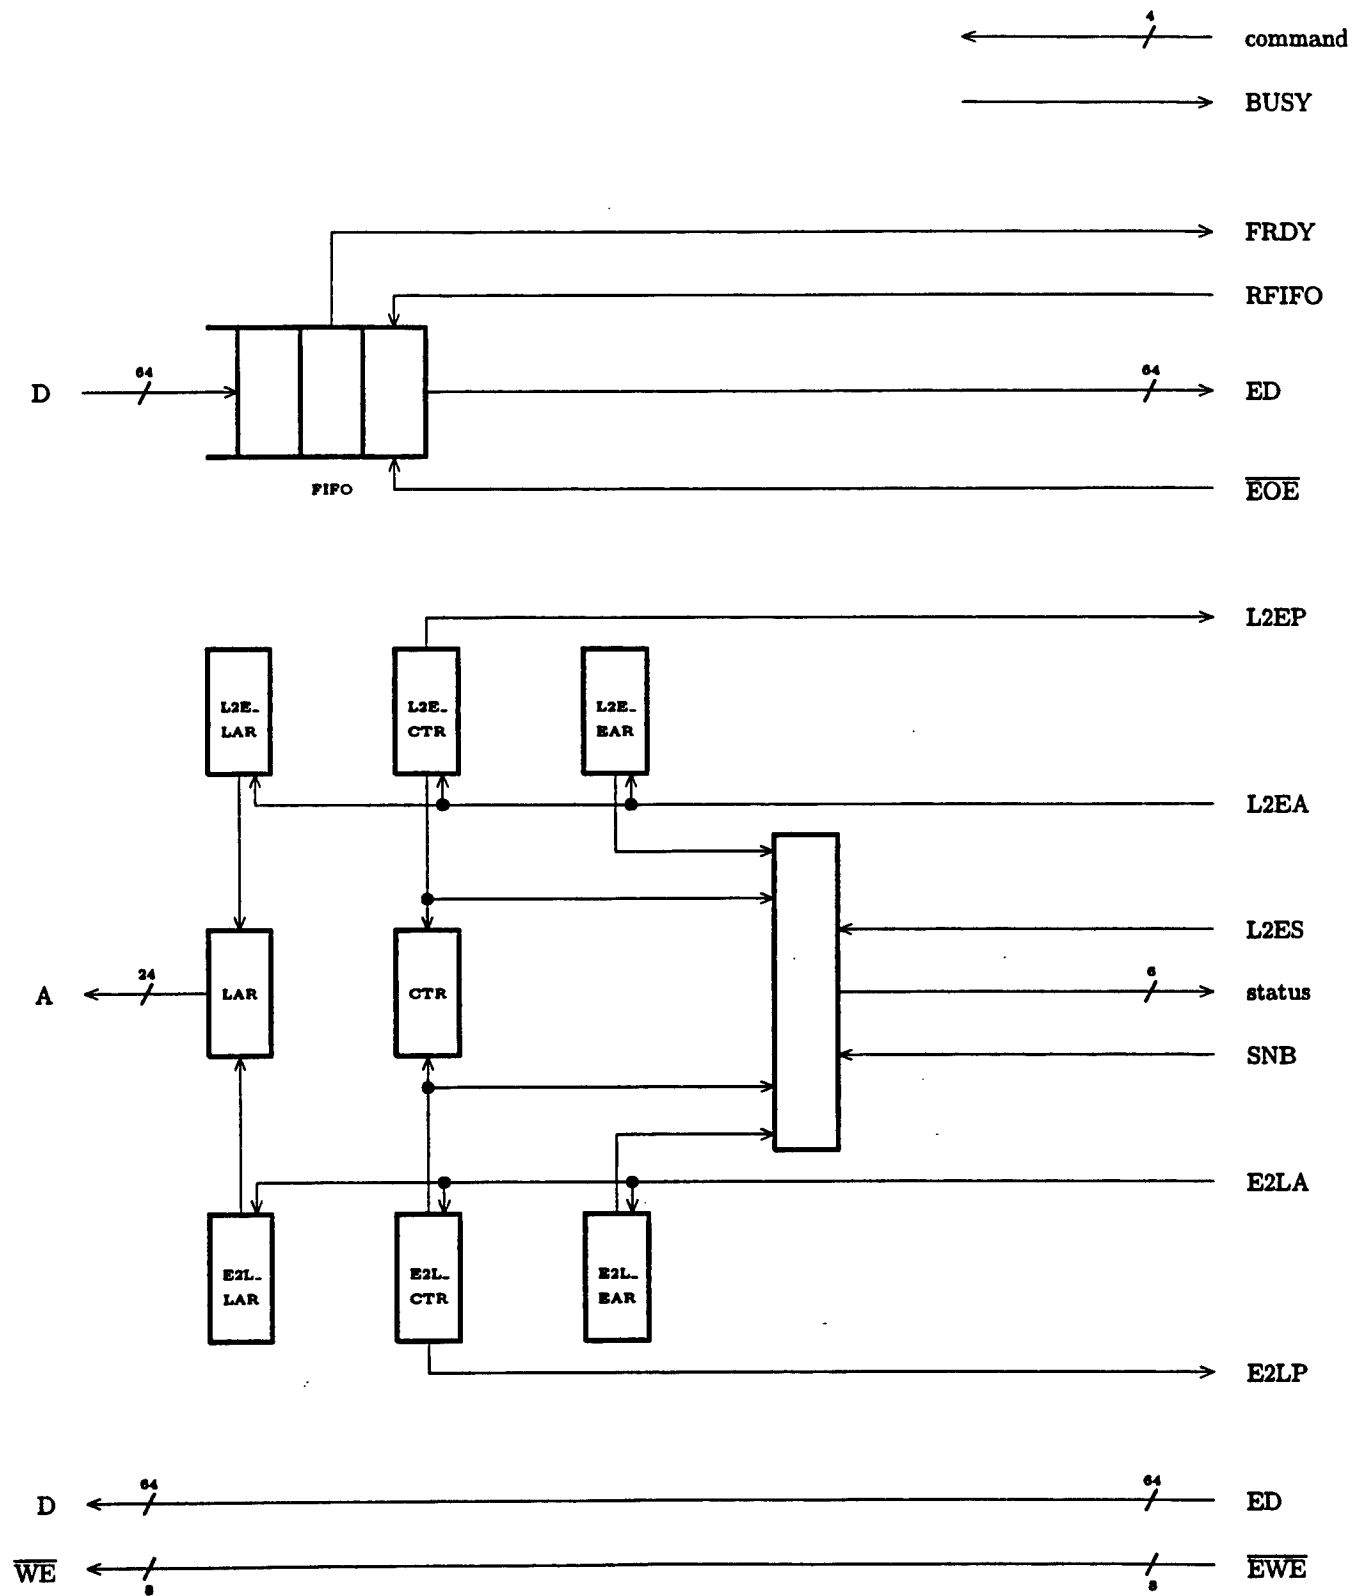 4
command
BUSY
FRDY
RFIFO
D
64
64
ED
FIFO
EOE
L2EP
L2E_
LAR
L2E_
CTR
L2E_
EAR
L2EA
L2ES
A
24
LAR
CTR
6
status
SNB
E2LA
E2L_
LAR
E2L_
CTR
E2L_
EAR
E2LP
D
64
64
ED
WE
8
8
EWE